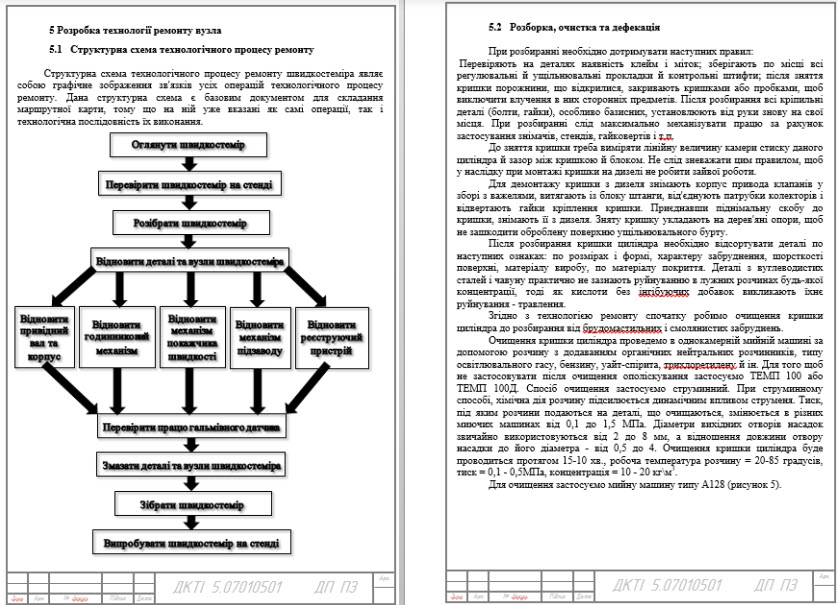 5 Розробка технології ремонту вузла
5.1 Структурна схема технологічного процесу ремонту
Структурна схема технологічного процесу ремонту швидкостеміра являє
собою графічне зображення зв'язків усіх операцій технологічного процесу
ремонту. Дана структурна схема є базовим документом для складання
маршрутної карти, тому що на ній уже вказані як самі операції, так і
технологічна послідовність їх виконання.
Оглянути швидкостемір
Перевірити швидкостемір на стенді
Розібрати швидкостемір
Відновити деталі та вузли швидкостеміра
Відновити
привідний
вал та
корпус
Відновити
годинниковий
механізм
Відновити
механізм
покажчика
швидкості
Відновити
механізм
підзаводу
Відновити
реєструючий
пристрій
Перевірити працю гальмівного датчика
Змазати деталі та вузли швидкостеміра
Зібрати швидкостемір
Випробувати швидкостемір на стенді
ДКТІ 5.07010501 ДП ПЗ
5.2 Розборка, очистка та дефекація
При розбиранні необхідно дотримувати наступних правил:
Перевіряють на деталях наявність клейм і міток; зберігають по місці всі
регулювальні й ущільнювальні прокладки й контрольні штифти; після зняття
кришки порожнини, що відкрилися, закривають кришками або пробками, щоб
виключити влучення в них сторонніх предметів. Після розбирання всі кріпильні
деталі (болти, гайки), особливо басисних, установлюють від руки знову на свої
місця. При розбиранні слід максимально механізувати працю за рахунок
застосування знімачів, стендів, гайковертів і т.п.
До зняття кришки треба виміряти лінійну величину камери стиску даного
циліндра й зазор між кришкой й блоком. Не слід зневажати цим правилом, щоб
у наслідку при монтажі кришки на дизелі не робити зайвої роботи.
Для демонтажу кришки з дизеля знімають корпус привода клапанів у
зборі з важелями, витягають із блоку штанги, від'єднують патрубки колекторів і
відвертають гайки кріплення кришки. Приєднавши піднімальну скобу до
кришки, знімають її з дизеля. Зняту кришку укладають на дерев'яні опори, щоб
не зашкодити оброблену поверхню ущільнювального бурту.
Після розбирання кришки циліндра необхідно відсортувати деталі по
наступних ознаках: по розмірах і формі, характеру забруднення, шорсткості
поверхні, матеріалу виробу, по матеріалу покриття. Деталі з вуглеводистих
сталей і чавуну практично не зазнають руйнуванню в лужних розчинах будь-якої
концентрації, тоді як кислоти без інгібуючих добавок викликають їхнє
руйнування - травлення.
Згідно з технологією ремонту спочатку робимо очищення кришки
циліндра до розбирання від брудомастильних і смолянистих забруднень.
Очищення кришки циліндра проведемо в однокамерній мийній машині за
допомогою розчину з додаванням органічних нейтральних розчинників, типу
освітлювального гасу, бензину, уайт-спірита, трихлоретилену й ін. Для того щоб
не застосовувати після очищення ополіскування застосуємо ТЕМП 100 або
ТЕМП 100Д. Спосіб очищення застосуємо струминний. При струминному
способі, хімічна дія розчину підсилюється динамічним впливом струменя. Тиск,
під яким розчини подаються на деталі, що очищаються, змінюється в різних
миючих машинах від 0,1 до 1,5 МПа. Діаметри вихідних отворів насадок
звичайно використовуються від 2 до 8 мм, а відношення довжини отвору
насадки до його діаметра - від 0,5 до 4. Очищення кришки циліндра буде
проводиться протягом 15-10 хв., робоча температура розчину = 20-85 градусів,
тиск = 0,1 - 0,5МПа, концентрація = 10 - 20 кг\м³.
Для очищення застосуємо мийну машину типу А128 (рисунок 5).
ДКТІ 5.07010501 ДП ПЗ